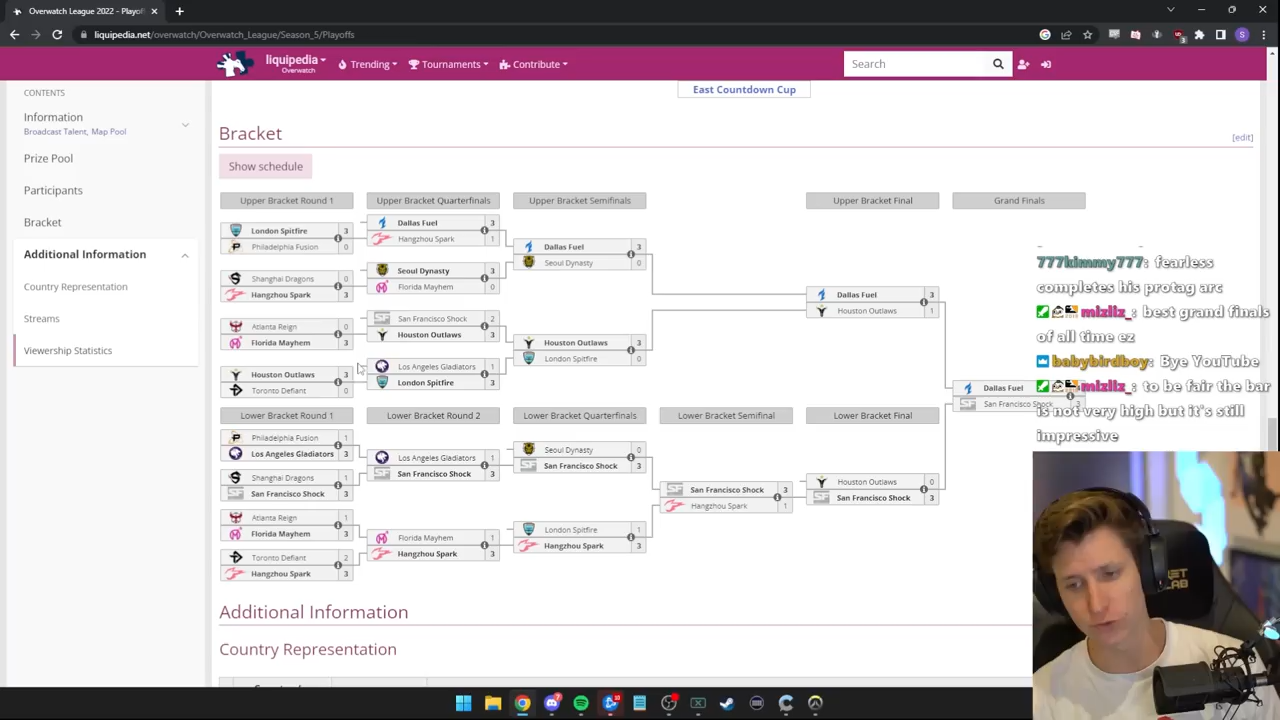 Overwatch League 2022 - Playoff
liquipedia.net/overwatch/Overwatch_League/Season_5/Playoffs
liquipedia
Overwatch
Trending
Tournaments
Contribute
Search
CONTENTS
Information
Broadcast Talent, Map Pool
Prize Pool
Participants
Bracket
Additional Information
Country Representation
Streams
Viewership Statistics
East Countdown Cup
Bracket
[edit]
Show schedule
Upper Bracket Round 1
Upper Bracket Quarterfinals
Upper Bracket Semifinals
Upper Bracket Final
Grand Finals
London Spitfire 3
Philadelphia Fusion 0
Shanghai Dragons 0
Hangzhou Spark 3
Atlanta Reign 0
Florida Mayhem 3
Houston Outlaws 3
Toronto Defiant 0
Dallas Fuel 3
Hangzhou Spark 1
Seoul Dynasty 3
Florida Mayhem 0
San Francisco Shock 2
Houston Outlaws 3
Los Angeles Gladiators 1
London Spitfire 3
Dallas Fuel 3
Seoul Dynasty 0
Houston Outlaws 3
London Spitfire 0
Dallas Fuel 3
Houston Outlaws 1
Dallas Fuel
San Francisco Shock 3
Lower Bracket Round 1
Lower Bracket Round 2
Lower Bracket Quarterfinals
Lower Bracket Semifinal
Lower Bracket Final
Philadelphia Fusion 1
Los Angeles Gladiators 3
Shanghai Dragons 1
San Francisco Shock 3
Atlanta Reign 1
Florida Mayhem 3
Toronto Defiant 2
Hangzhou Spark 3
Los Angeles Gladiators 1
San Francisco Shock 3
Florida Mayhem 1
Hangzhou Spark 3
Seoul Dynasty 0
San Francisco Shock 3
London Spitfire 1
Hangzhou Spark 3
San Francisco Shock 3
Hangzhou Spark 1
Houston Outlaws 0
San Francisco Shock 3
Additional Information
Country Representation
777kimmy777: fearless
completes his protag arc
mizliz_: best grand finals
of all time ez
babybirdboy: Bye YouTube
mizliz_: to be fair the bar
is not very high but it's still
impressive